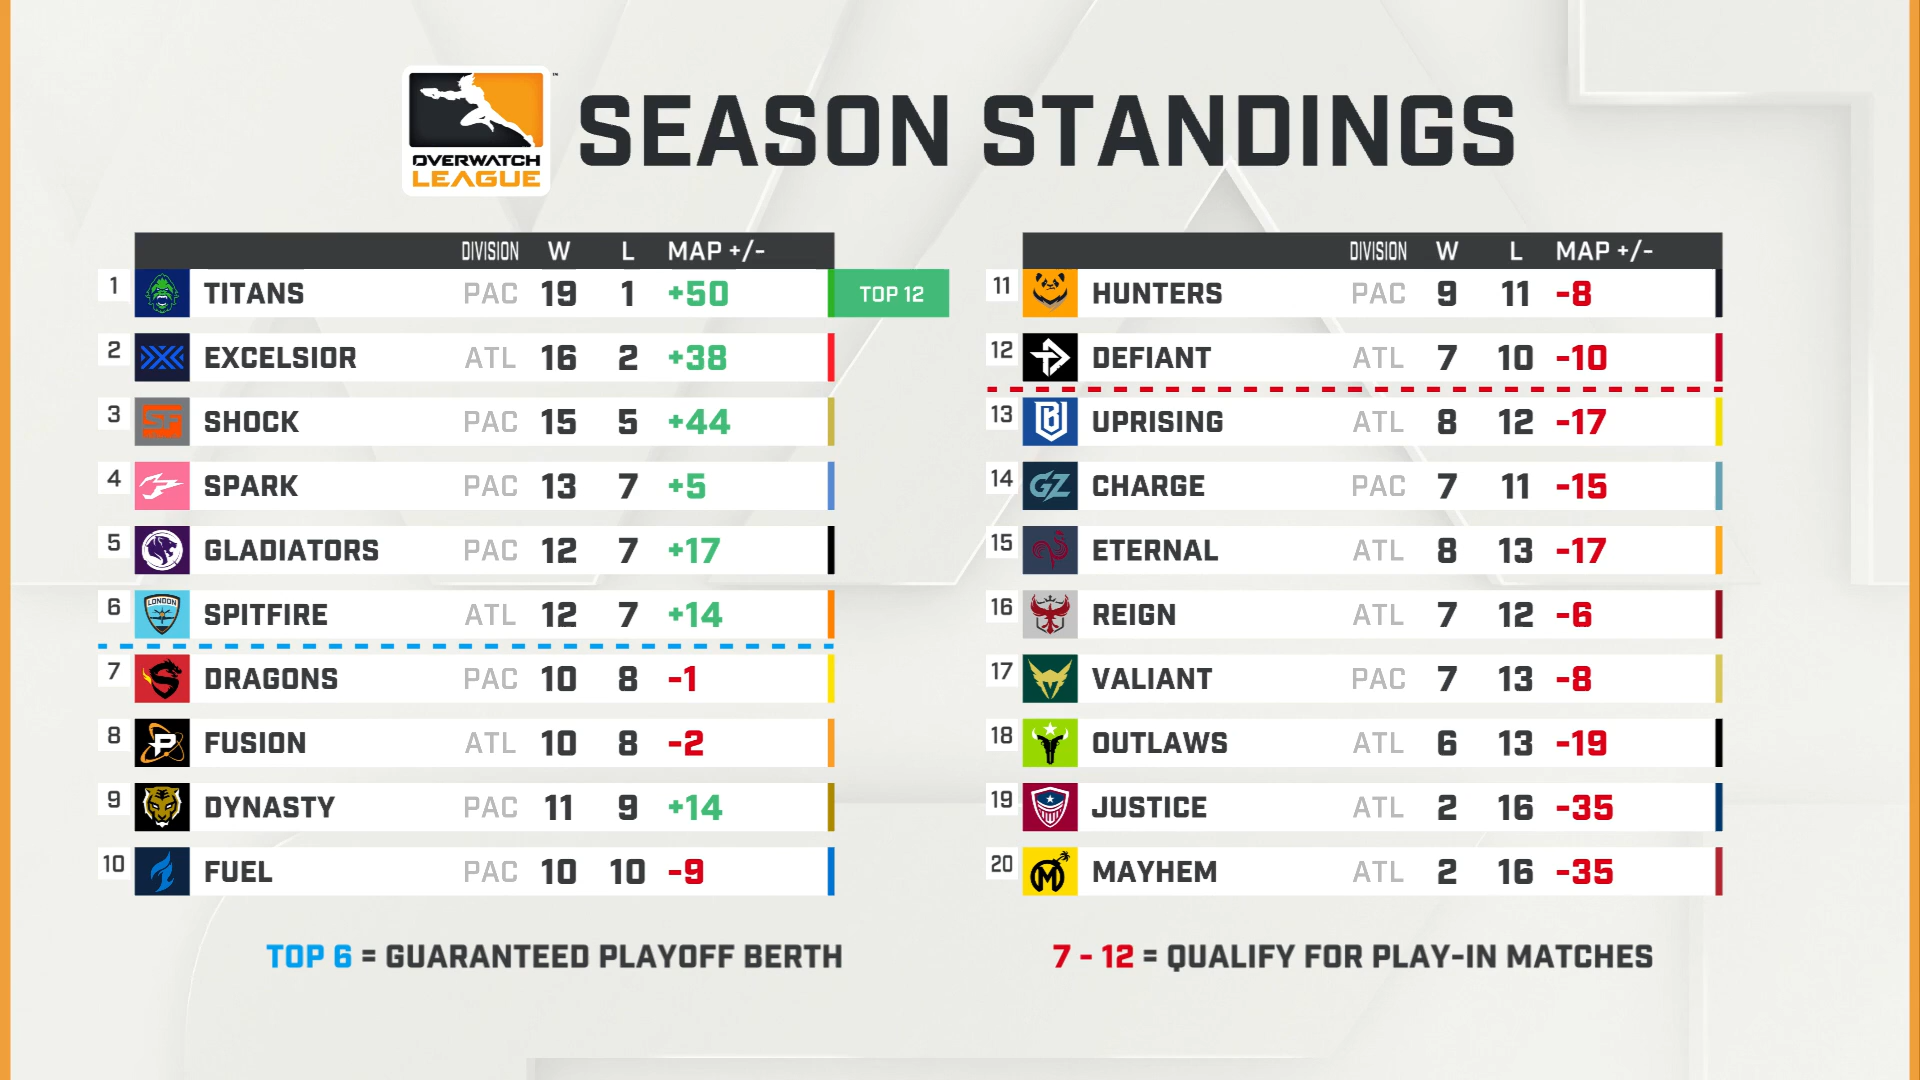 OVERWATCH
LEAGUE
™
SEASON STANDINGS
DIVISION W L MAP +/-
1 TITANS PAC 19 1 +50 TOP 12
2 EXCELSIOR ATL 16 2 +38
3 SF SHOCK PAC 15 5 +44
4 SPARK PAC 13 7 +5
5 GLADIATORS PAC 12 7 +17
6 LONDON SPITFIRE ATL 12 7 +14
7 DRAGONS PAC 10 8 -1
8 P FUSION ATL 10 8 -2
9 DYNASTY PAC 11 9 +14
10 FUEL PAC 10 10 -9
DIVISION W L MAP +/-
11 HUNTERS PAC 9 11 -8
12 DEFIANT ATL 7 10 -10
13 B UPRISING ATL 8 12 -17
14 GZ CHARGE PAC 7 11 -15
15 ETERNAL ATL 8 13 -17
16 REIGN ATL 7 12 -6
17 VALIANT PAC 7 13 -8
18 OUTLAWS ATL 6 13 -19
19 JUSTICE ATL 2 16 -35
20 M MAYHEM ATL 2 16 -35
TOP 6 = GUARANTEED PLAYOFF BERTH
7 - 12 = QUALIFY FOR PLAY-IN MATCHES